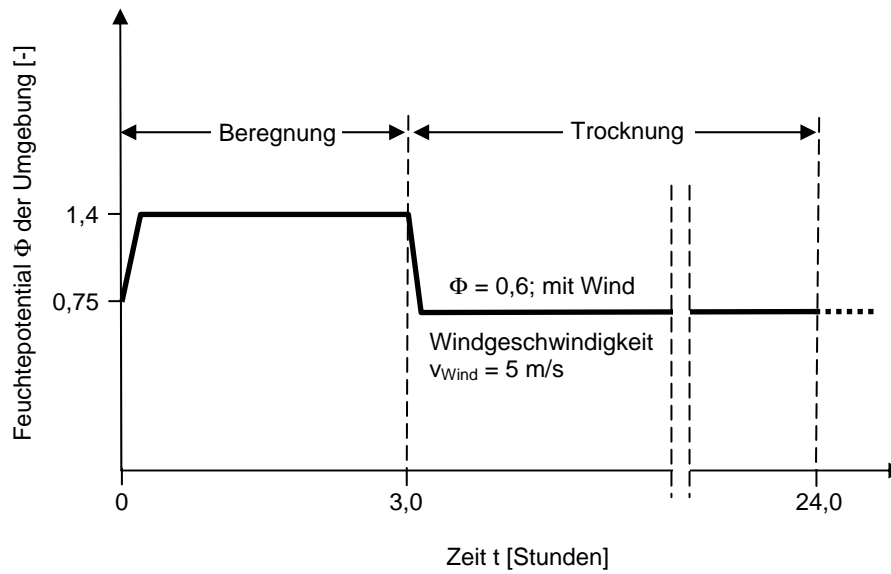 Feuchtepotential Φ der Umgebung [-]
Beregnung
Trocknung
1,4
0,75
Φ = 0,6; mit Wind
Windgeschwindigkeit
vWind = 5 m/s
0
3,0
24,0
Zeit t [Stunden]